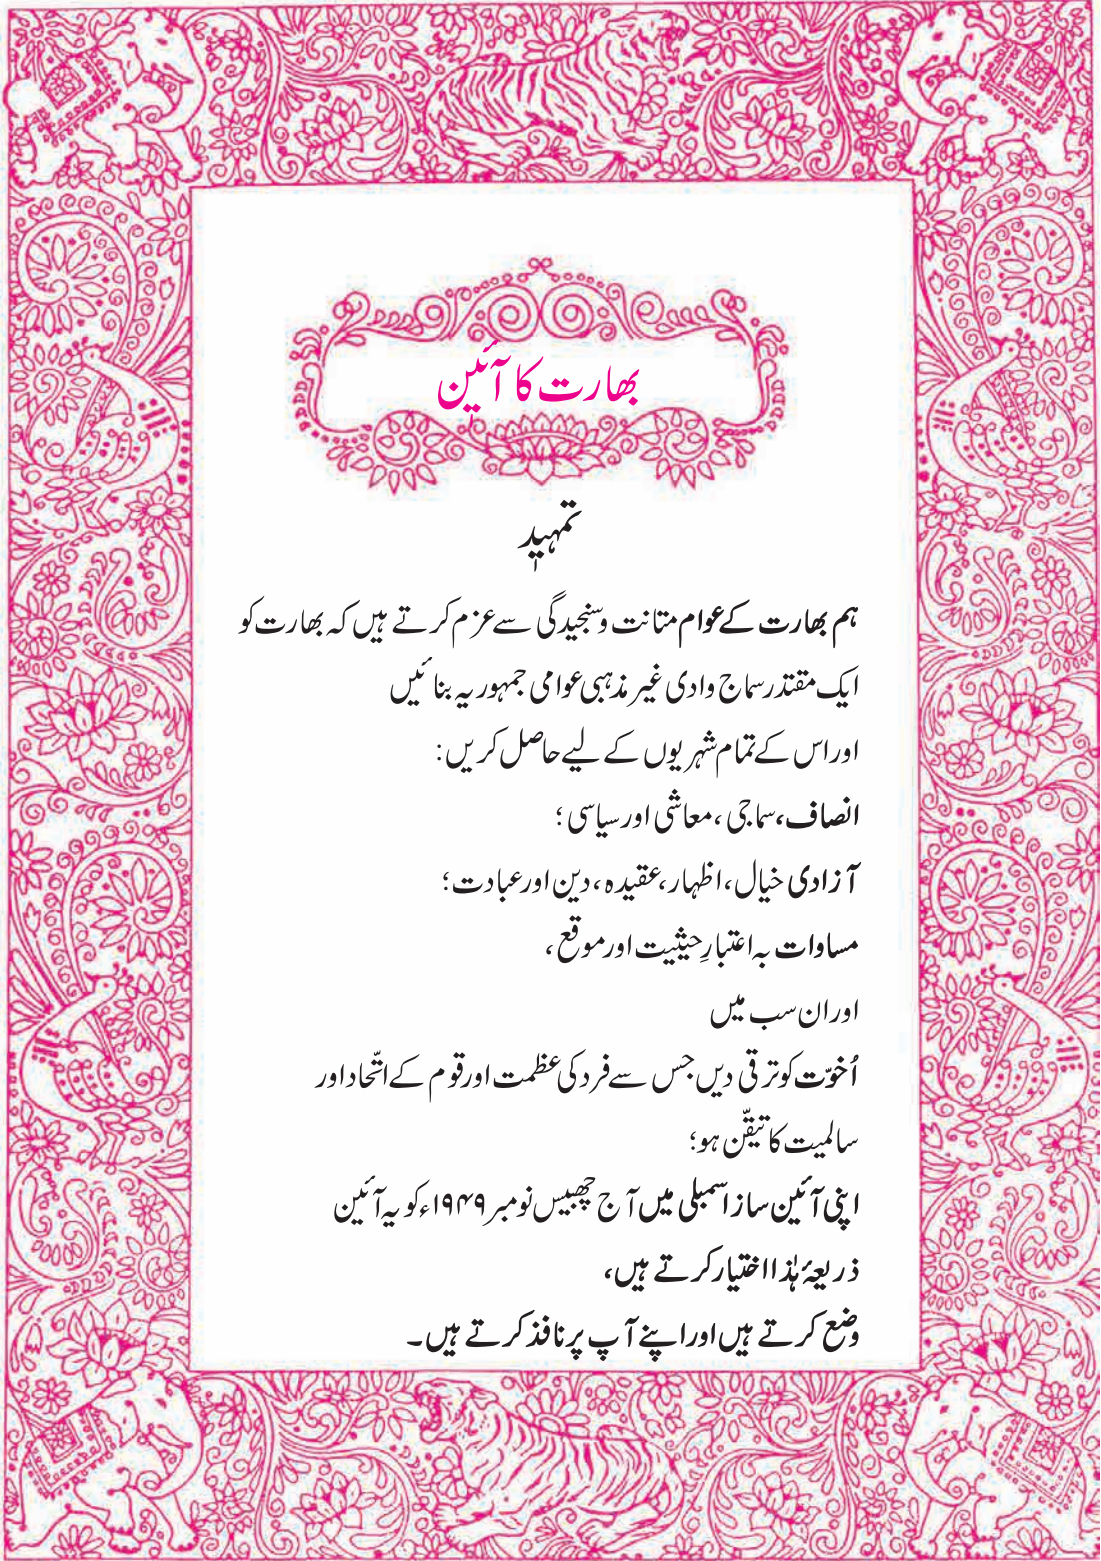 بھارت کا آئین
تمہید
ہم بھارت کے عوام متانت و سنجیدگی سے عزم کرتے ہیں کہ بھارت کو
ایک مقتدر سماج وادی غیر مذہبی عوامی جمہوریہ بنائیں
اور اس کے تمام شہریوں کے لیے حاصل کریں:
انصاف، سماجی، معاشی اور سیاسی؛
آزادی خیال، اظہار، عقیدہ، دین اور عبادت؛
مساوات بہ اعتبارِ حیثیت اور موقع،
اور ان سب میں
اُخوّت کو ترقی دیں جس سے فرد کی عظمت اور قوم کے اتّحاد اور
سالمیت کا تیقّن ہو؛
اپنی آئین ساز اسمبلی میں آج چھبیس نومبر ۱۹۴۹ء کو یہ آئین
ذریعۂ ہٰذا اختیار کرتے ہیں،
وضع کرتے ہیں اور اپنے آپ پر نافذ کرتے ہیں۔